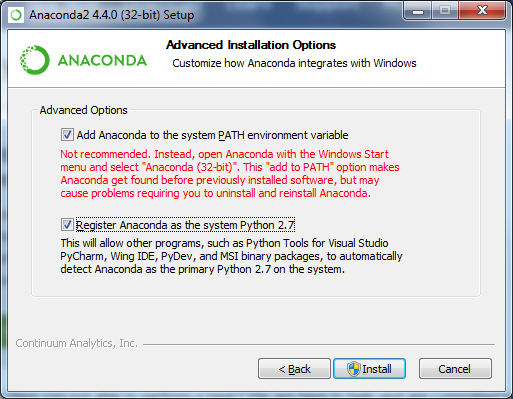 Anaconda2 4.4.0 (32-bit) Setup
Advanced Installation Options
Customize how Anaconda integrates with Windows
ANACONDA
Advanced Options
Add Anaconda to the system PATH environment variable
Not recommended. Instead, open Anaconda with the Windows Start
menu and select "Anaconda (32-bit)". This "add to PATH" option makes
Anaconda get found before previously installed software, but may
cause problems requiring you to uninstall and reinstall Anaconda.
Register Anaconda as the system Python 2.7
This will allow other programs, such as Python Tools for Visual Studio
PyCharm, Wing IDE, PyDev, and MSI binary packages, to automatically
detect Anaconda as the primary Python 2.7 on the system.
Continuum Analytics, Inc.
< Back
Install
Cancel